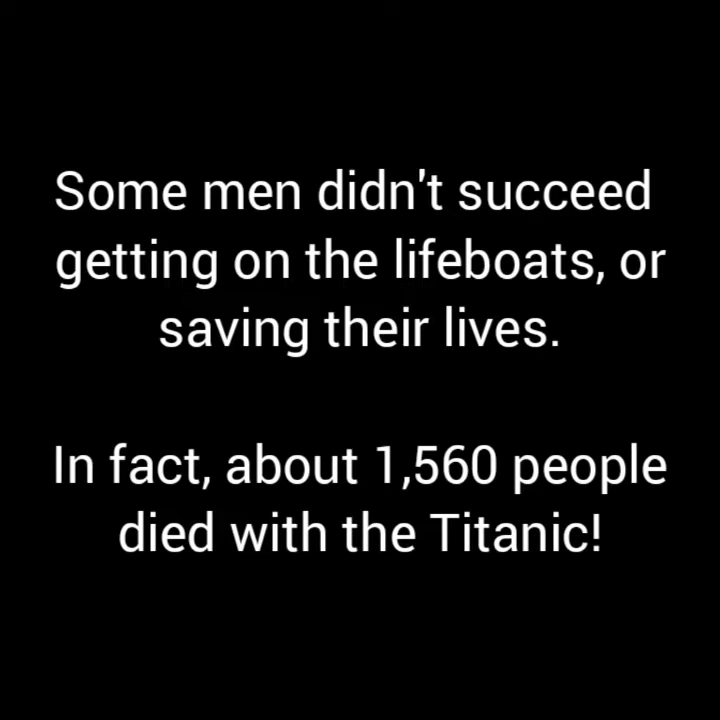 Some men didn't succeed
getting on the lifeboats, or
saving their lives.
In fact, about 1,560 people
died with the Titanic!